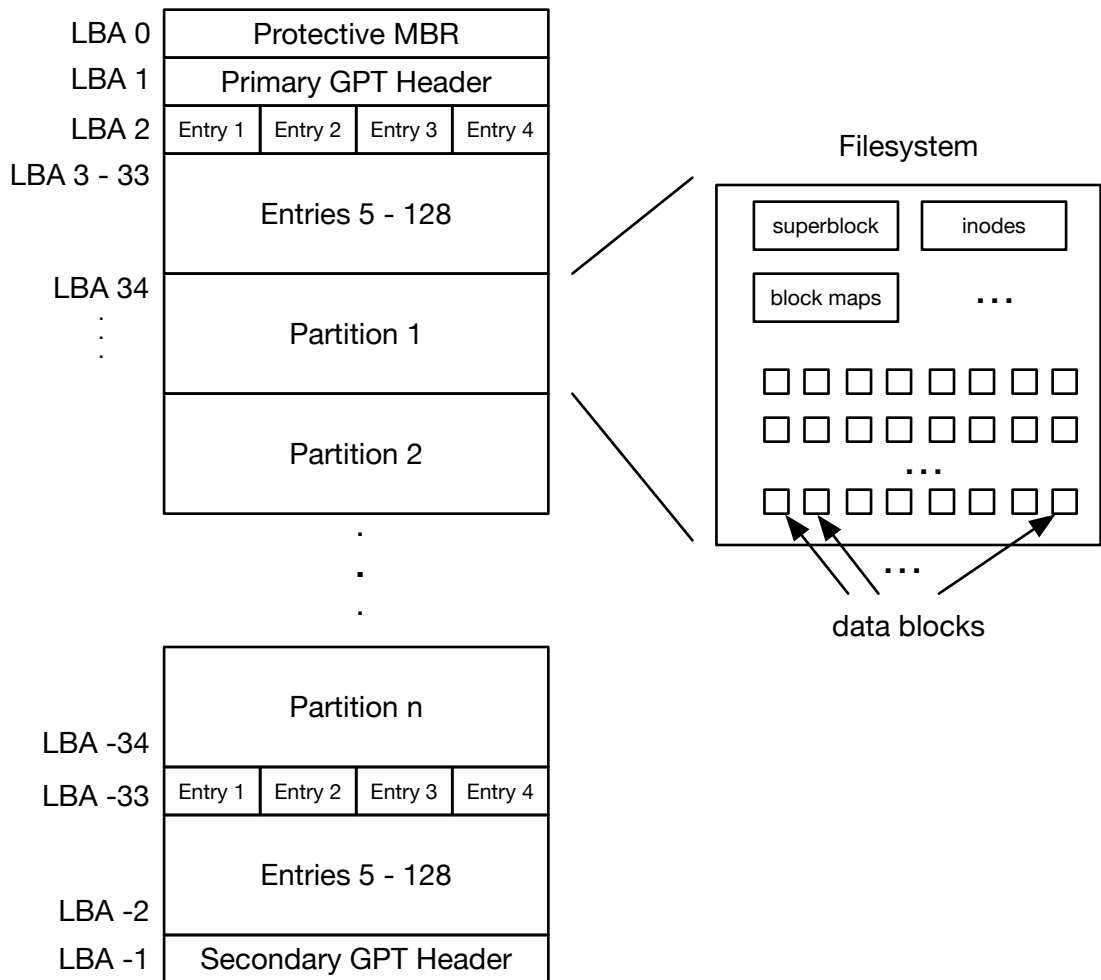 LBA 0 Protective MBR
LBA 1 Primary GPT Header
LBA 2 Entry 1 Entry 2 Entry 3 Entry 4
LBA 3 - 33
Entries 5 - 128
LBA 34
.
.
.
Partition 1
Partition 2
.
.
.
Partition n
LBA -34
LBA -33 Entry 1 Entry 2 Entry 3 Entry 4
Entries 5 - 128
LBA -2
LBA -1 Secondary GPT Header
Filesystem
superblock inodes
block maps ...
...
...
data blocks